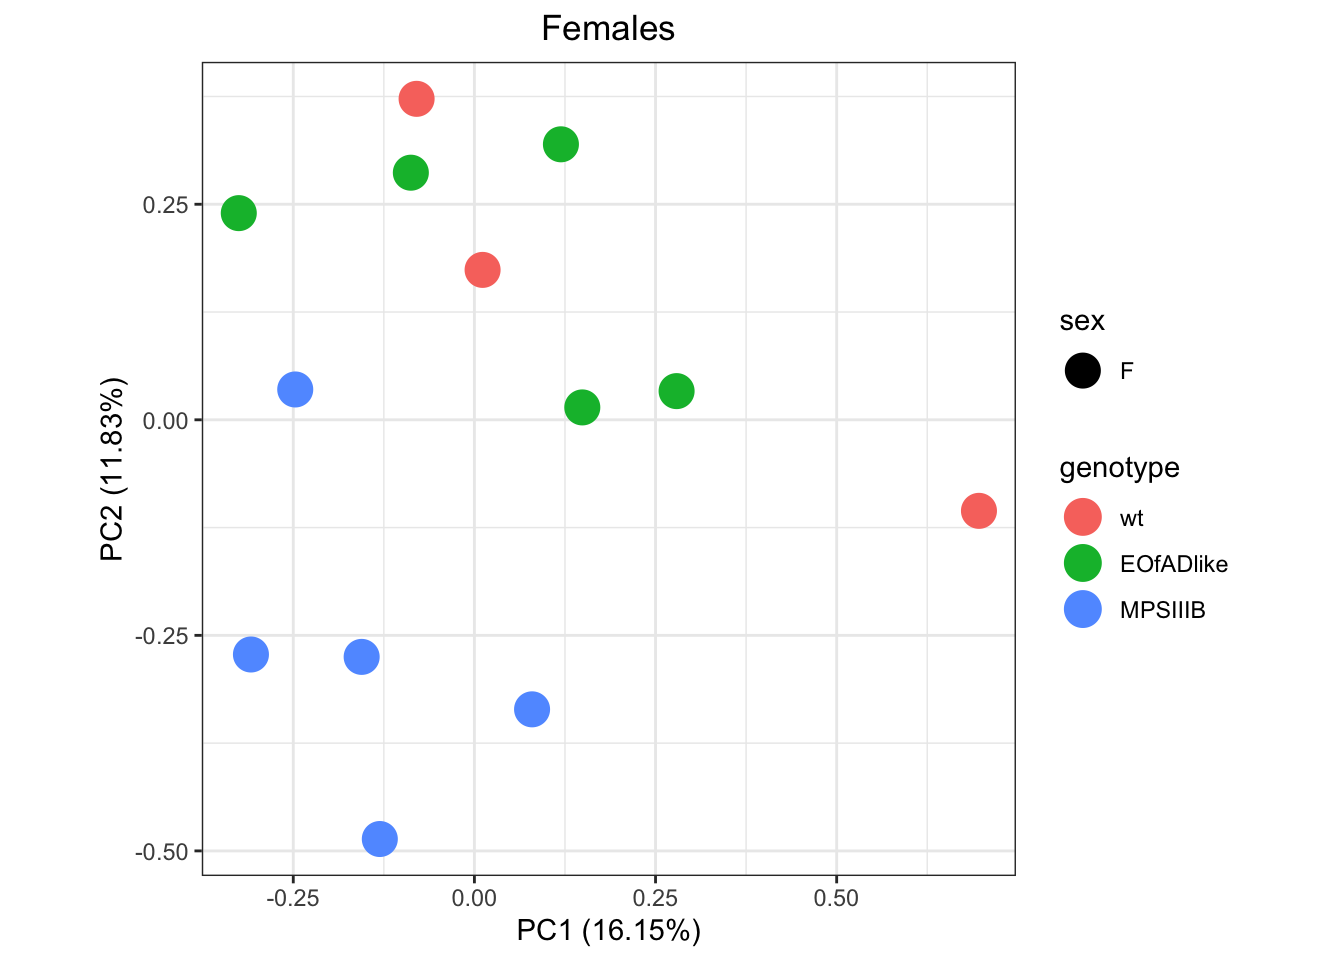 Females
0.25
0.00
-0.25
-0.50
PC2 (11.83%)
-0.25
0.00
0.25
0.50
PC1 (16.15%)
sex
F
genotype
wt
EOfADlike
MPSIIIB